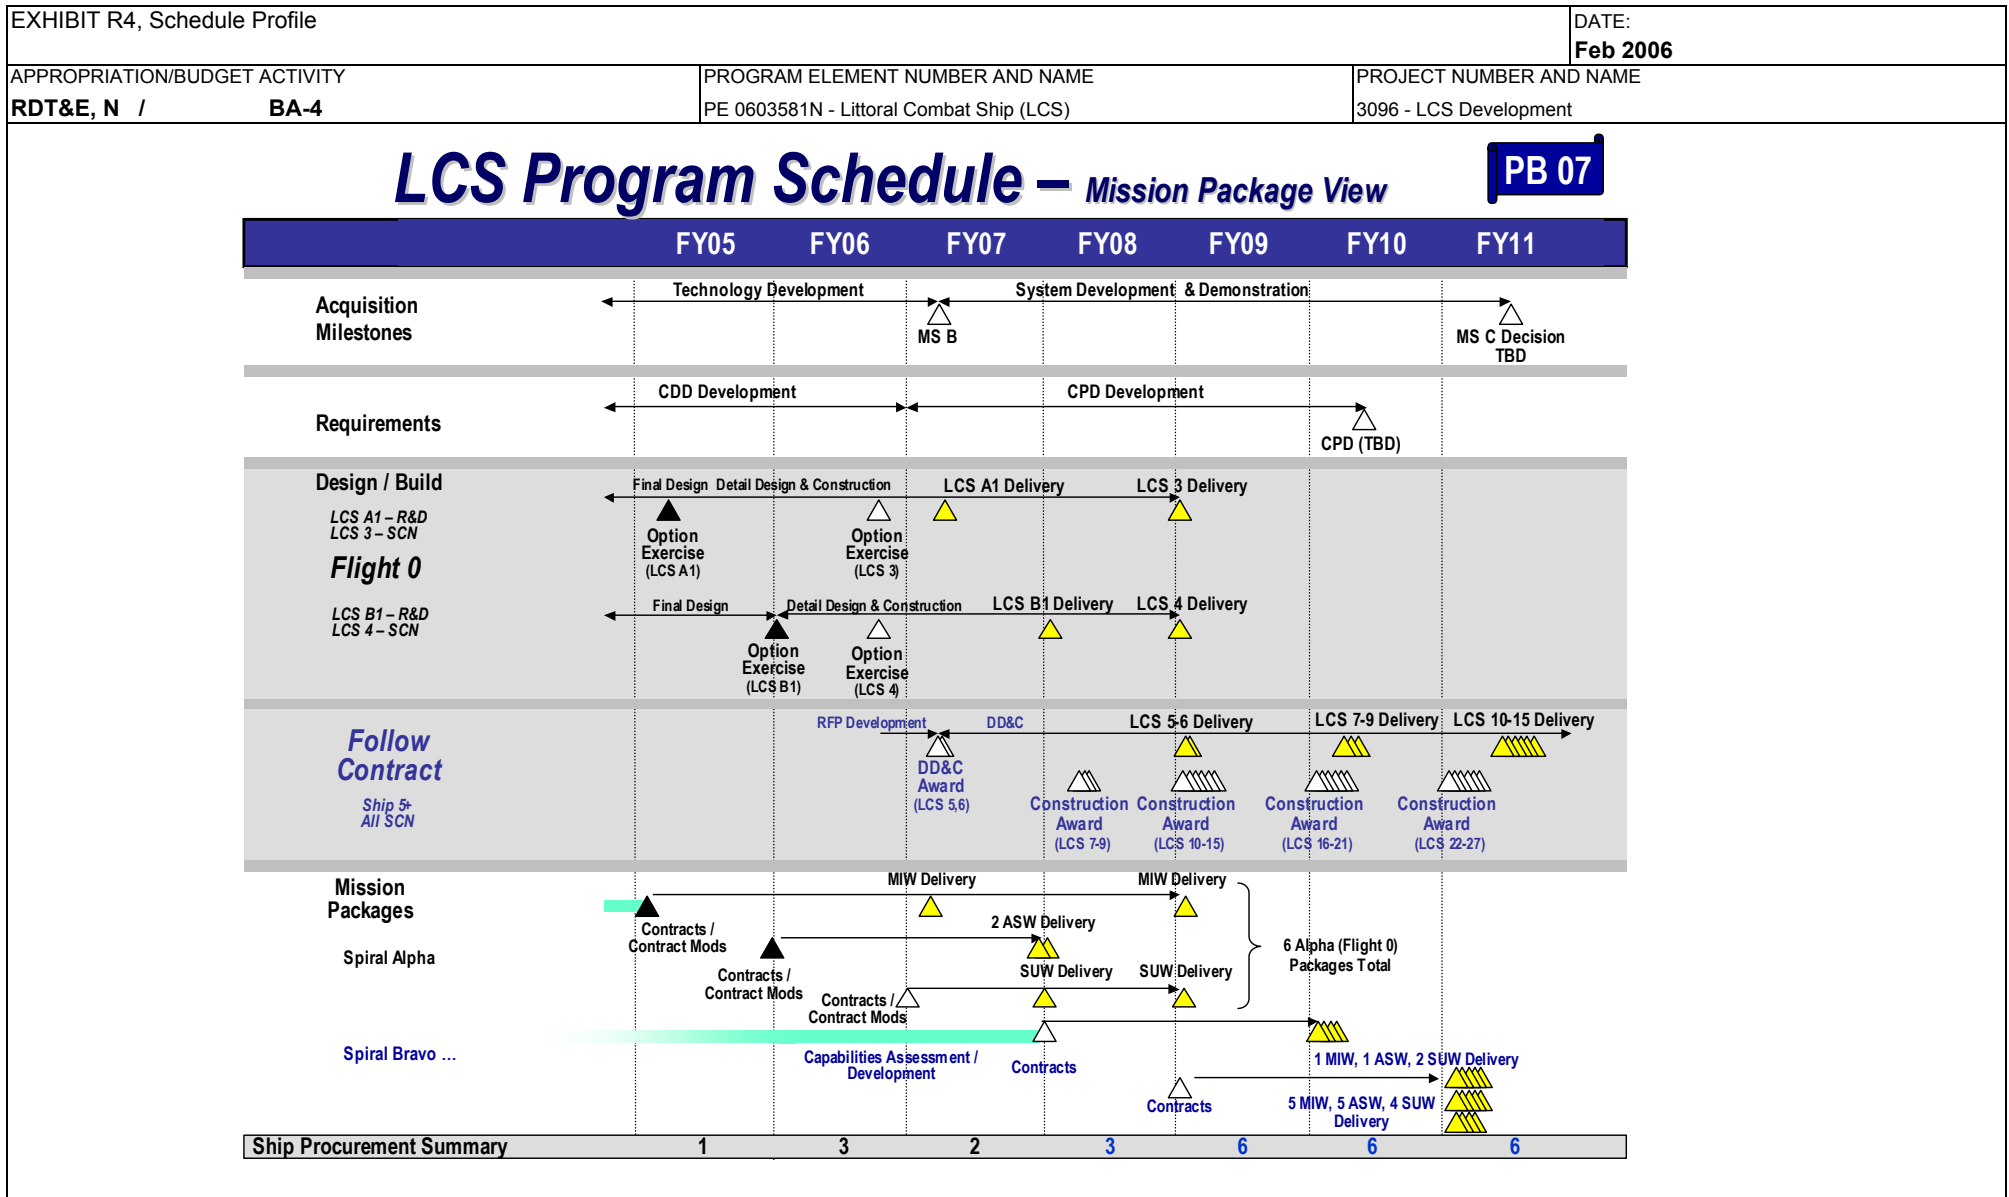 EXHIBIT R4, Schedule Profile
DATE:
Feb 2006
APPROPRIATION/BUDGET ACTIVITY
PROGRAM ELEMENT NUMBER AND NAME
PROJECT NUMBER AND NAME
RDT&E, N / BA-4
PE 0603581N - Littoral Combat Ship (LCS)
3096 - LCS Development
LCS Program Schedule – Mission Package View
PB 07
FY05 FY06 FY07 FY08 FY09 FY10 FY11
Acquisition
Milestones
Technology Development
System Development & Demonstration
MS B
MS C Decision
TBD
Requirements
CDD Development
CPD Development
CPD (TBD)
Design / Build
LCS A1 – R&D
LCS 3 – SCN
Flight 0
LCS B1 – R&D
LCS 4 – SCN
Final Design
Detail Design & Construction
LCS A1 Delivery
LCS 3 Delivery
Option
Exercise
(LCS A1)
Option
Exercise
(LCS 3)
Final Design
Detail Design & Construction
LCS B1 Delivery
LCS 4 Delivery
Option
Exercise
(LCS B1)
Option
Exercise
(LCS 4)
Follow
Contract
Ship 5+
All SCN
RFP Development
DD&C
LCS 5-6 Delivery
LCS 7-9 Delivery
LCS 10-15 Delivery
DD&C
Award
(LCS 5,6)
Construction
Award
(LCS 7-9)
Construction
Award
(LCS 10-15)
Construction
Award
(LCS 16-21)
Construction
Award
(LCS 22-27)
Mission
Packages
Spiral Alpha
MIW Delivery
MIW Delivery
Contracts /
Contract Mods
2 ASW Delivery
Contracts /
Contract Mods
SUW Delivery
SUW Delivery
Contracts /
Contract Mods
6 Alpha (Flight 0)
Packages Total
Spiral Bravo …
Capabilities Assessment /
Development
Contracts
1 MIW, 1 ASW, 2 SUW Delivery
Contracts
5 MIW, 5 ASW, 4 SUW
Delivery
Ship Procurement Summary 1 3 2 3 6 6 6